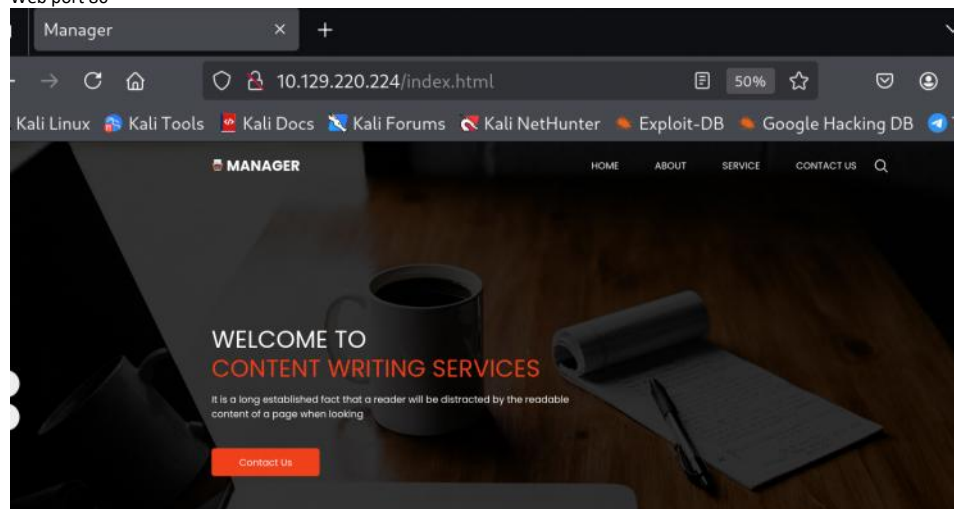 Web port 80
Manager × +
10.129.220.224/index.html 50%
Kali Linux Kali Tools Kali Docs Kali Forums Kali NetHunter Exploit-DB Google Hacking DB
MANAGER HOME ABOUT SERVICE CONTACT US
WELCOME TO
CONTENT WRITING SERVICES
It is a long established fact that a reader will be distracted by the readable
content of a page when looking
Contact Us